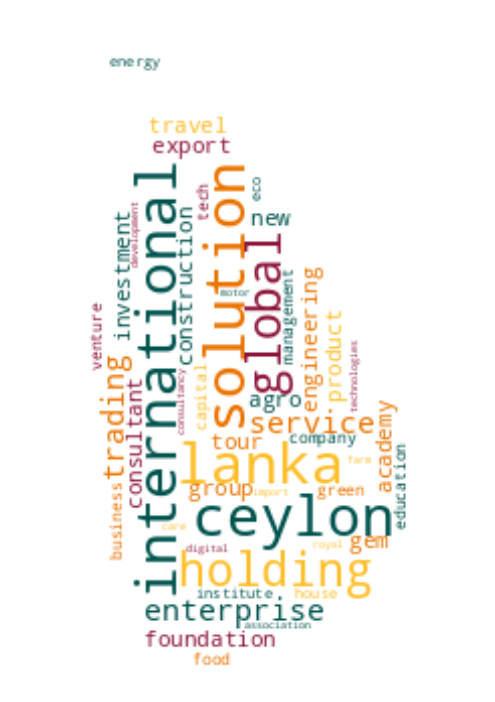 energy
travel
export
international
solution
tech
eco
new
development
investment
construction
global
motor
management
engineering
venture
product
technologies
trading
consultant
consultancy
capital
agro
service
academy
tour
company
lanka
farm
education
group
import
green
business
ceylon
care
gem
digital
royal
holding
institute
house
enterprise
association
foundation
food